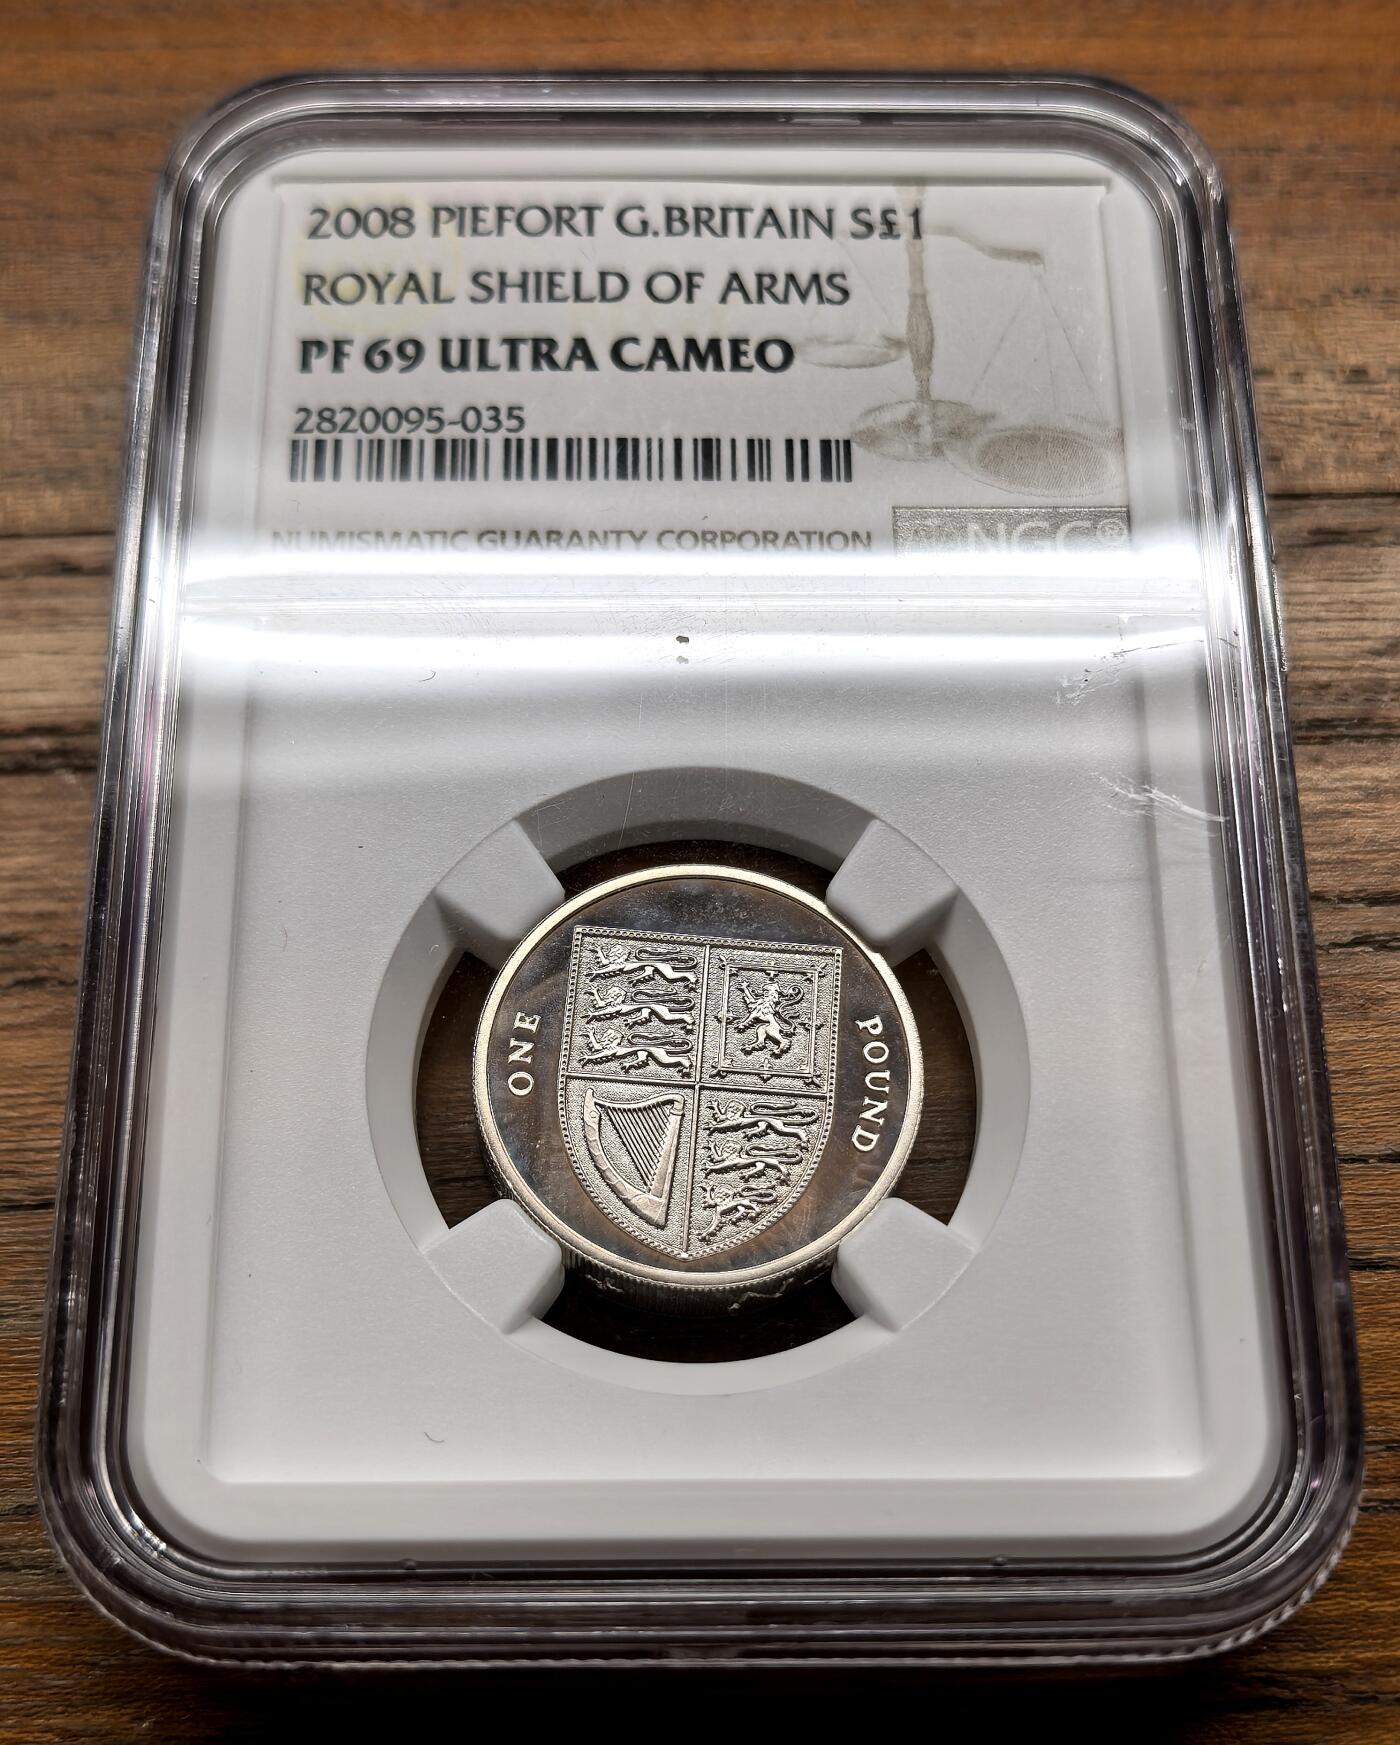 2008 PIEFORT G.BRITAIN S£1
ROYAL SHIELD OF ARMS
PF 69 ULTRA CAMEO
2820095-035
NUMISMATIC GUARANTY CORPORATION
NGC®
ONE
POUND